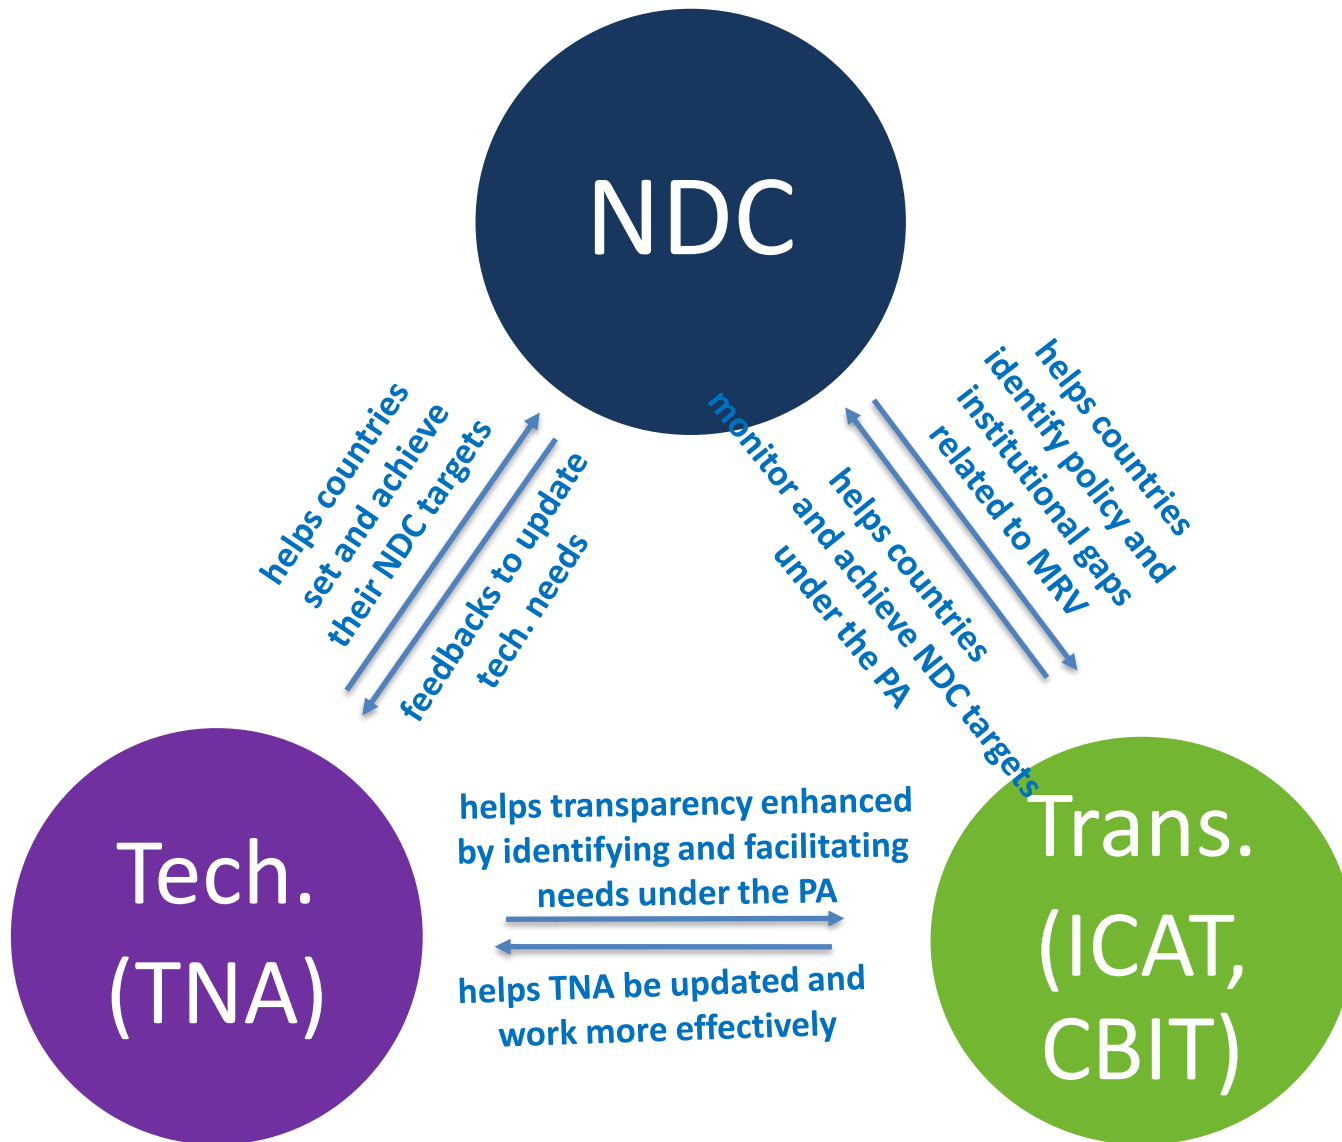 NDC
helps countries
set and achieve
their NDC targets
feedbacks to update
tech. needs
helps countries
identify policy and
institutional gaps
related to MRV
helps countries
monitor and achieve NDC targets
under the PA
Tech.
(TNA)
helps transparency enhanced
by identifying and facilitating
needs under the PA
helps TNA be updated and
work more effectively
Trans.
(ICAT,
CBIT)